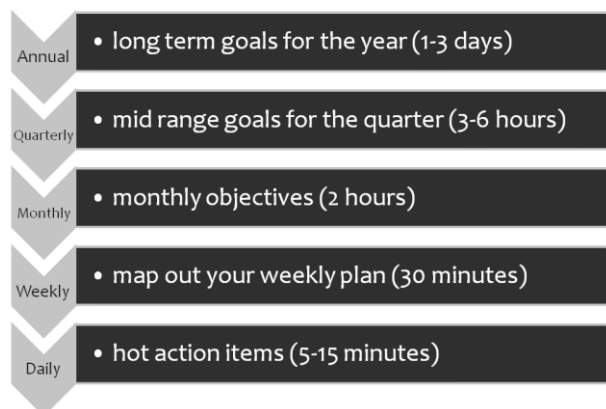 Annual
• long term goals for the year (1-3 days)
Quarterly
• mid range goals for the quarter (3-6 hours)
Monthly
• monthly objectives (2 hours)
Weekly
• map out your weekly plan (30 minutes)
Daily
• hot action items (5-15 minutes)